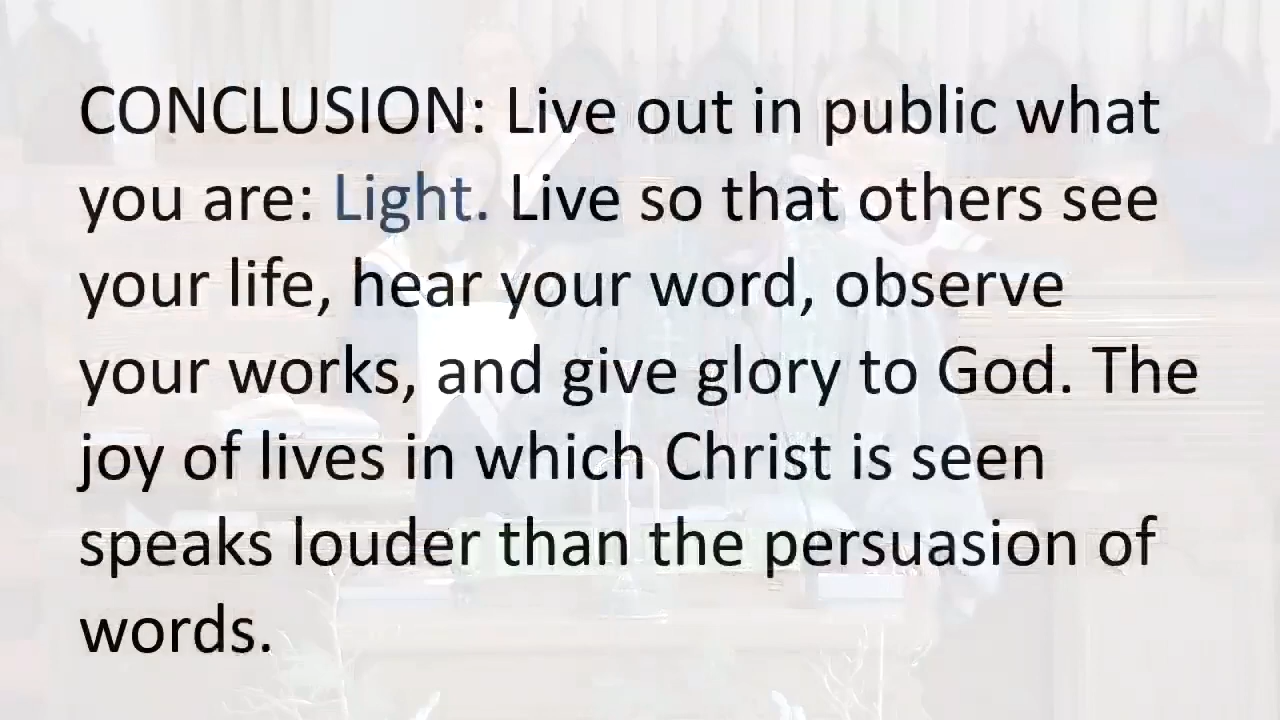 CONCLUSION: Live out in public what
you are: Light. Live so that others see
your life, hear your word, observe
your works, and give glory to God. The
joy of lives in which Christ is seen
speaks louder than the persuasion of
words.